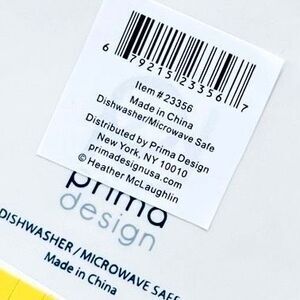 6 79215 23356 7
Item # 23356
Made in China
Dishwasher/Microwave Safe
Distributed by Prima Design
New York, NY 10010
primadesignusa.com
© Heather McLaughlin
prima
design
DISHWASHER / MICROWAVE SAFE
Made in China